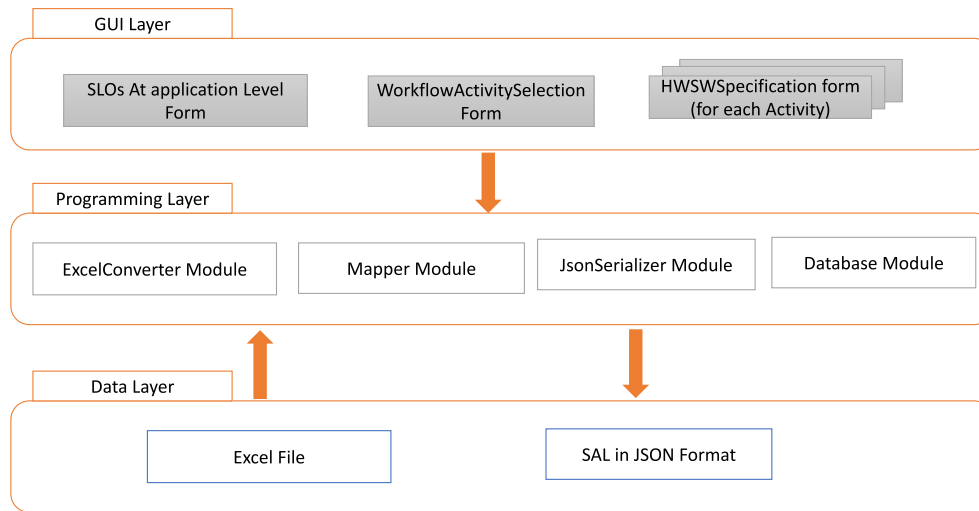 GUI Layer
SLOs At application Level
Form
WorkflowActivitySelection
Form
HWSWSpecification form
(for each Activity)
Programming Layer
ExcelConverter Module
Mapper Module
JsonSerializer Module
Database Module
Data Layer
Excel File
SAL in JSON Format